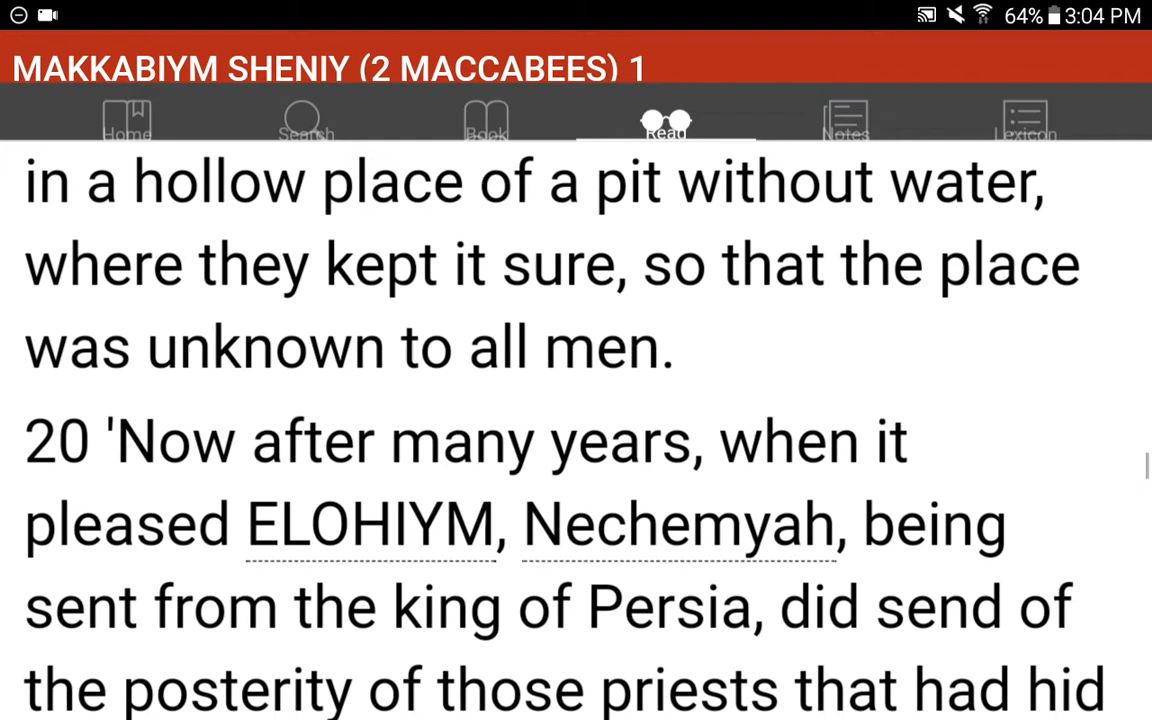 64% 3:04 PM
MAKKABIYM SHENIY (2 MACCABEES) 1
Home Search Book Read Notes Lexicon
in a hollow place of a pit without water,
where they kept it sure, so that the place
was unknown to all men.
20 'Now after many years, when it
pleased ELOHIYM, Nechemyah, being
sent from the king of Persia, did send of
the posterity of those priests that had hid